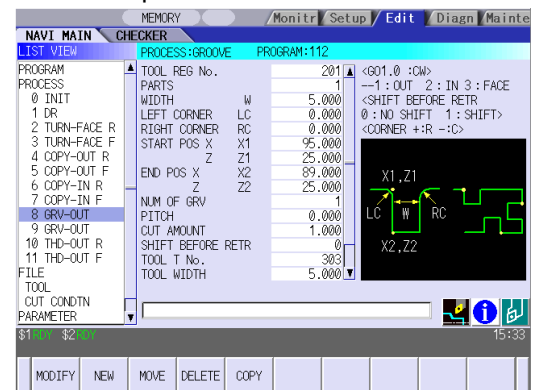 MEMORY Monitr Setup Edit Diagn Mainte
NAVI MAIN CHECKER
LIST VIEW PROCESS:GROOVE PROGRAM:112
PROGRAM
PROCESS
0 INIT
1 DR
2 TURN-FACE R
3 TURN-FACE F
4 COPY-OUT R
5 COPY-OUT F
6 COPY-IN R
7 COPY-IN F
8 GRV-OUT
9 GRV-OUT
10 THD-OUT R
11 THD-OUT F
FILE
TOOL
CUT CONDTN
PARAMETER
TOOL REG No. 201
PARTS 1
WIDTH W 5.000
LEFT CORNER LC 0.000
RIGHT CORNER RC 0.000
START POS X X1 95.000
Z Z1 25.000
END POS X X2 89.000
Z Z2 25.000
NUM OF GRV 1
PITCH 0.000
CUT AMOUNT 1.000
SHIFT BEFORE RETR 0
TOOL T No. 303
TOOL WIDTH 5.000
<G01.0 :CW>
--1:OUT 2:IN 3:FACE
<SHIFT BEFORE RETR
0:NO SHIFT 1:SHIFT>
<CORNER +:R -:C>
X1,Z1
LC W RC
X2,Z2
$1 RDY $2 RDY 15:33
MODIFY NEW MOVE DELETE COPY